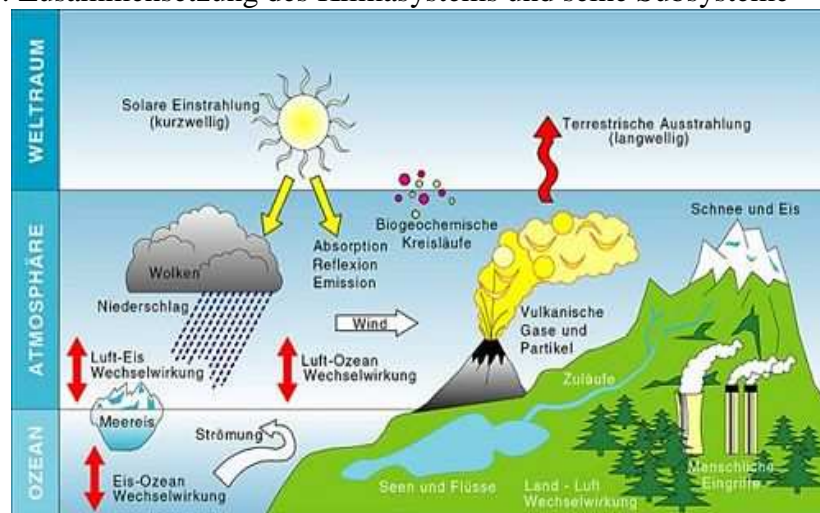 . Zusammensetzung des Klimasystems und seine Subsysteme
WELTRAUM
Solare Einstrahlung
(kurzwellig)
Terrestrische Ausstrahlung
(langwellig)
ATMOSPHÄRE
Biogeochemische
Kreisläufe
Schnee und Eis
Absorption
Reflexion
Emission
Wolken
Niederschlag
Wind
Vulkanische
Gase und
Partikel
Luft-Eis
Wechselwirkung
Luft-Ozean
Wechselwirkung
Zuläufe
OZEAN
Meereis
Strömung
Eis-Ozean
Wechselwirkung
Seen und Flüsse
Land - Luft
Wechselwirkung
Menschliche
Eingriffe